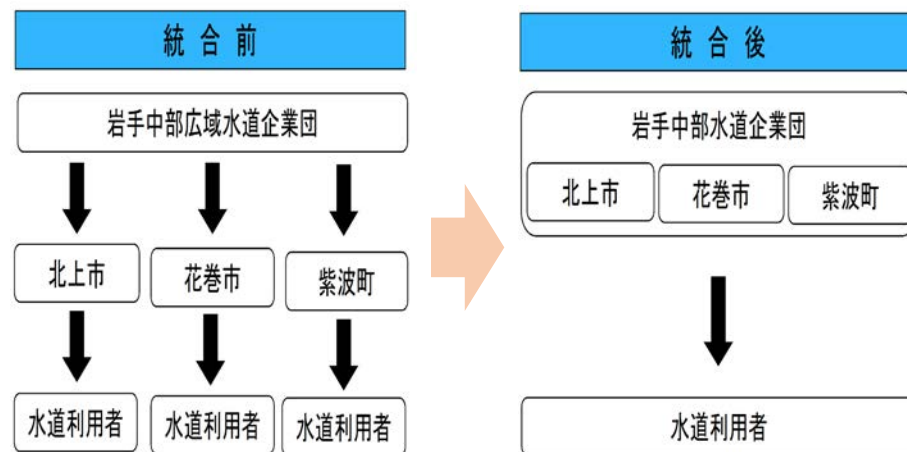 統合前
岩手中部広域水道企業団
北上市
花巻市
紫波町
水道利用者
水道利用者
水道利用者
統合後
岩手中部水道企業団
北上市
花巻市
紫波町
水道利用者